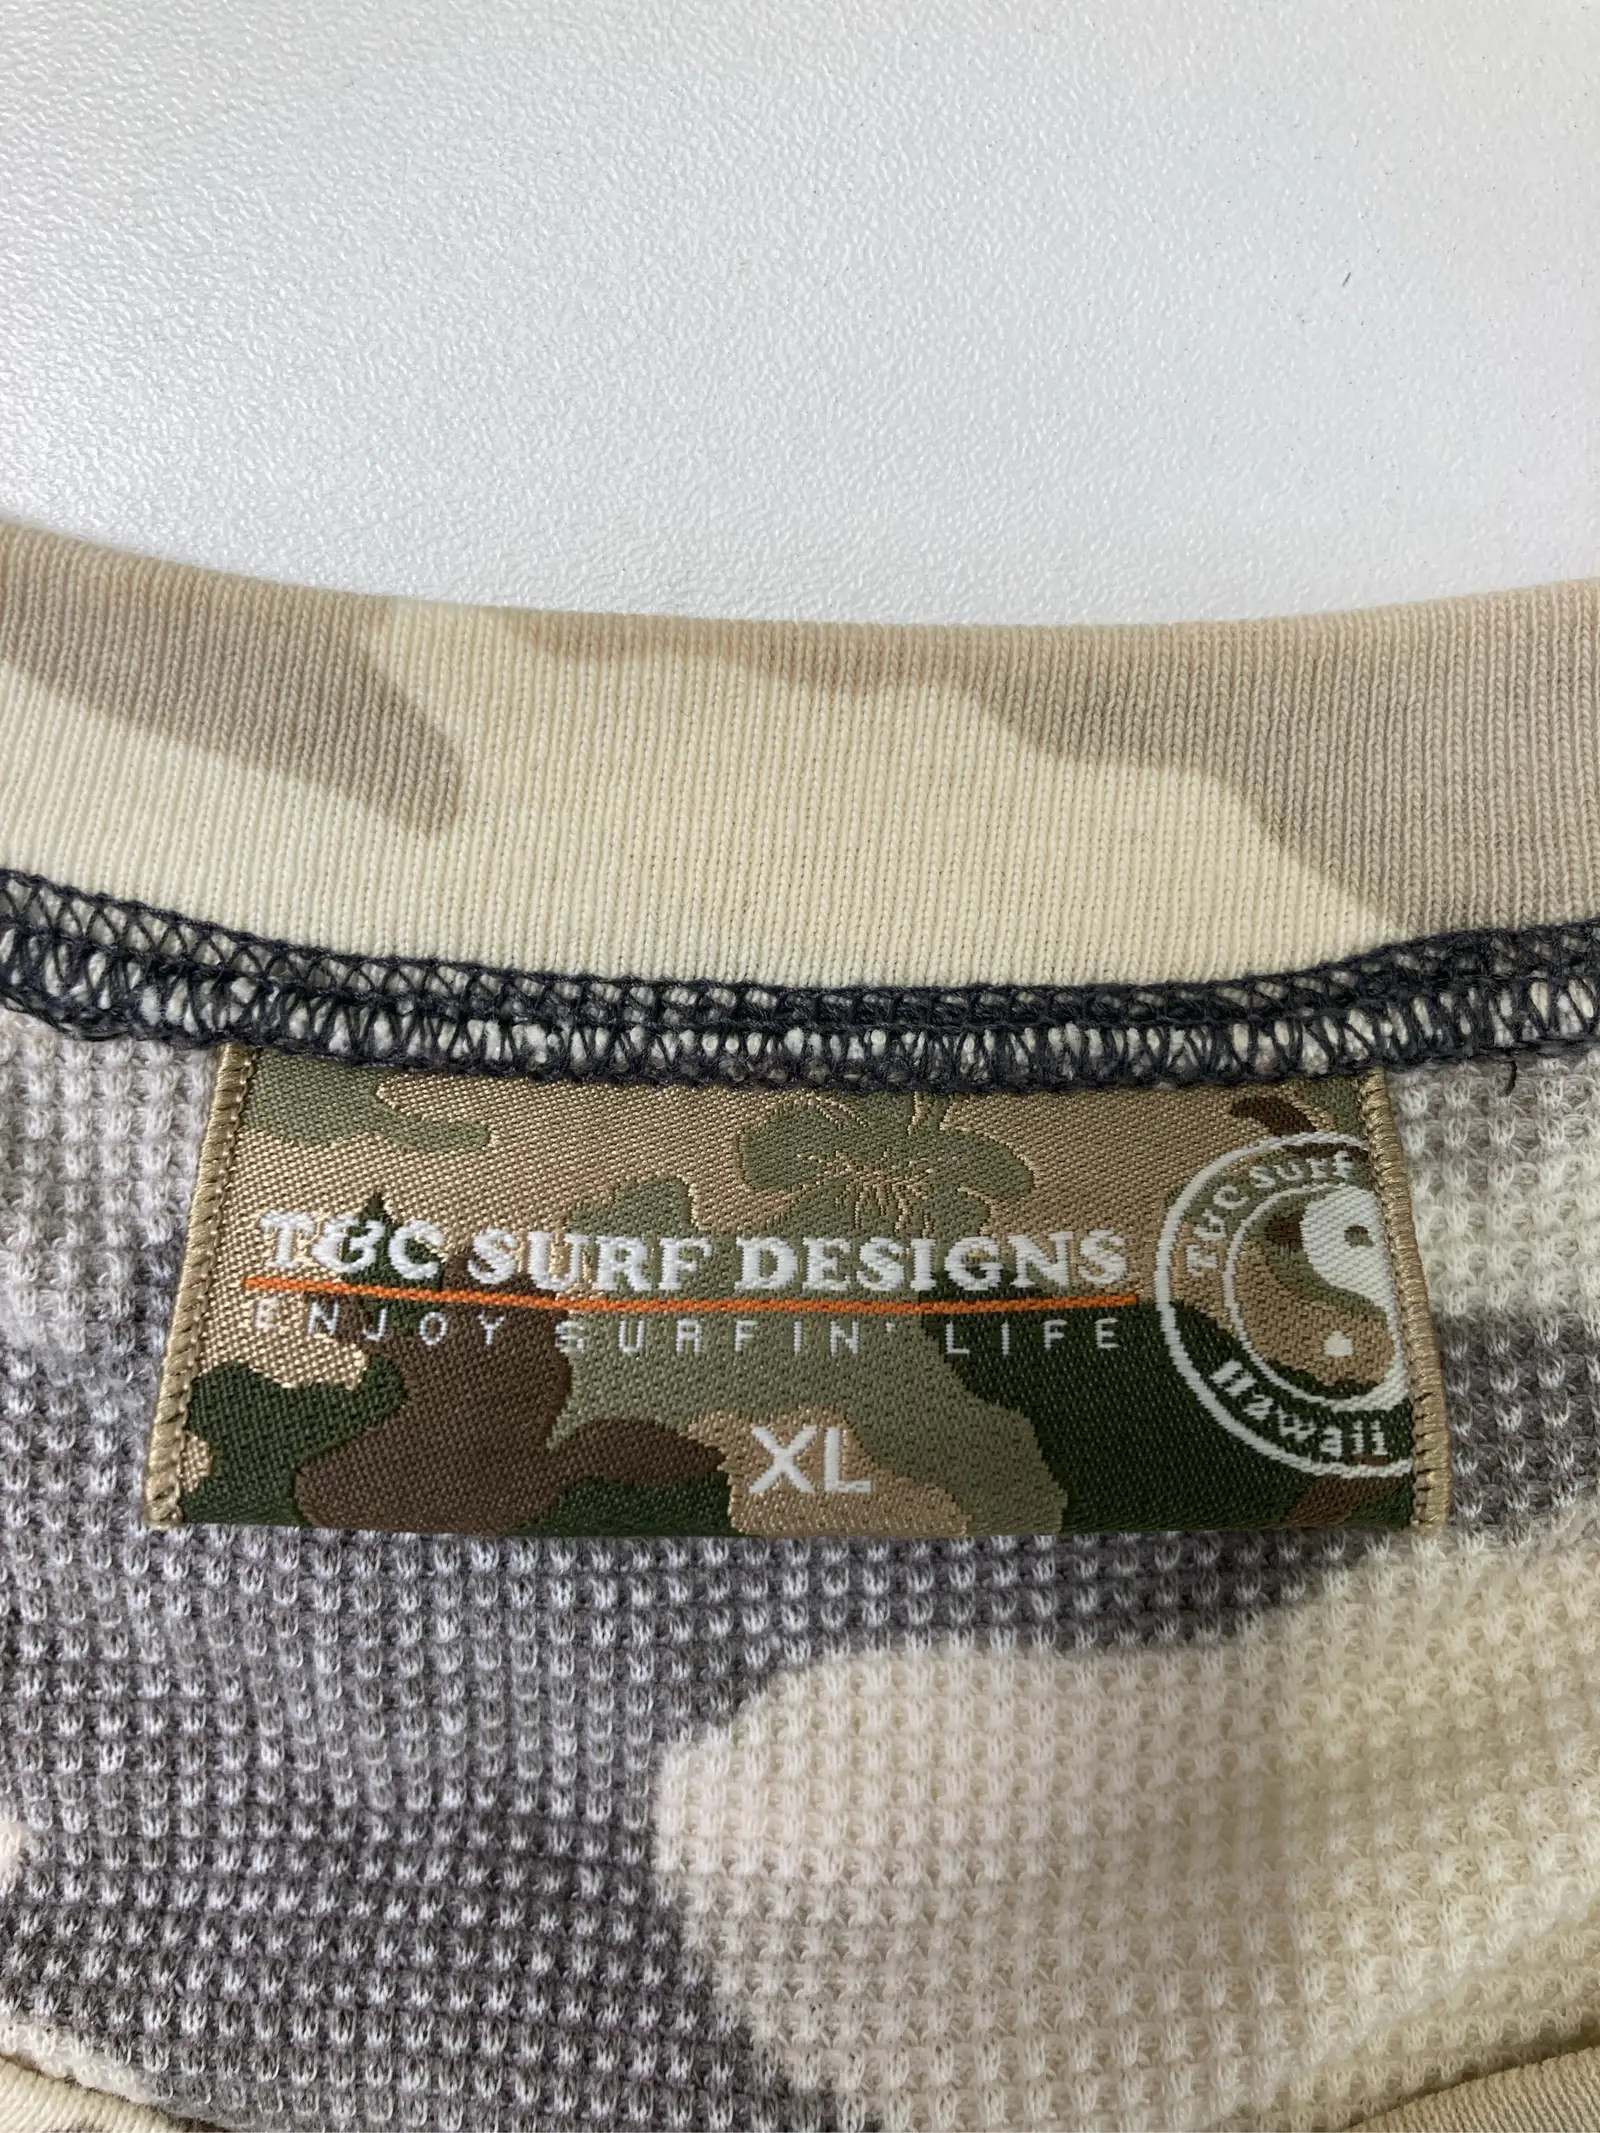 T&C SURF DESIGNS
ENJOY SURFIN' LIFE
XL
T&C Surf
Hawaii